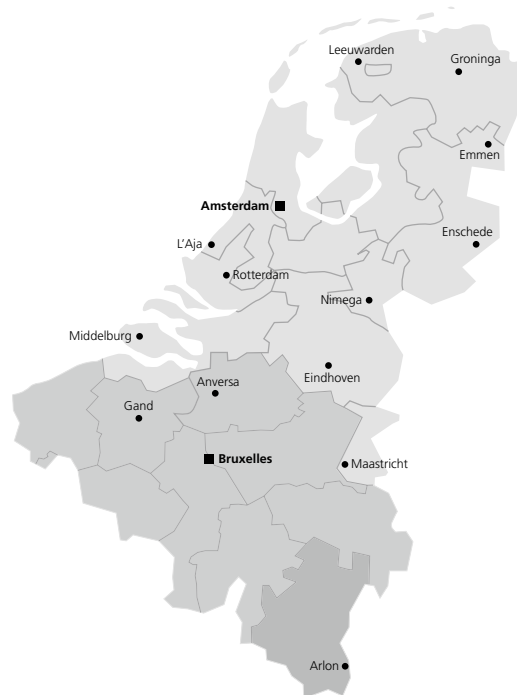 Leeuwarden
Groninga
Emmen
Amsterdam
Enschede
L'Aja
Rotterdam
Nimega
Middelburg
Eindhoven
Anversa
Gand
Bruxelles
Maastricht
Arlon